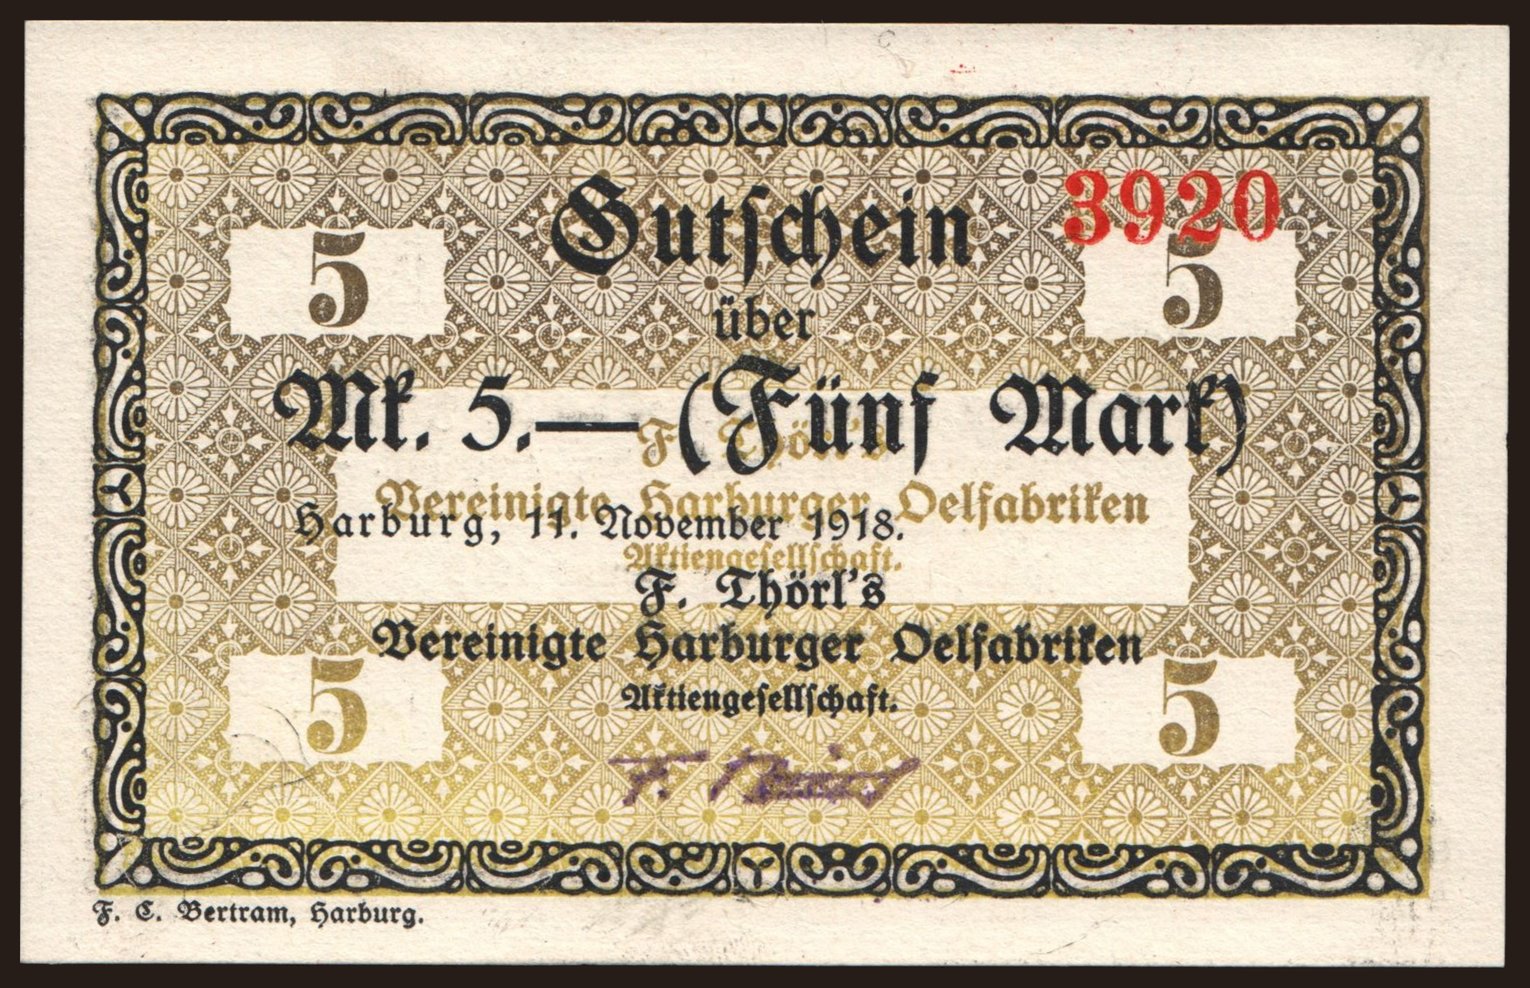 Gutschein
3920
5
5
über
Mk. 5.— (Fünf Mark)
F. Thörl's
Vereinigte Harburger Oelfabriken
Aktiengesellschaft.
Harburg, 11. November 1918.
F. Thörl's
Vereinigte Harburger Oelfabriken
Aktiengesellschaft.
5
5
F. C. Bertram, Harburg.